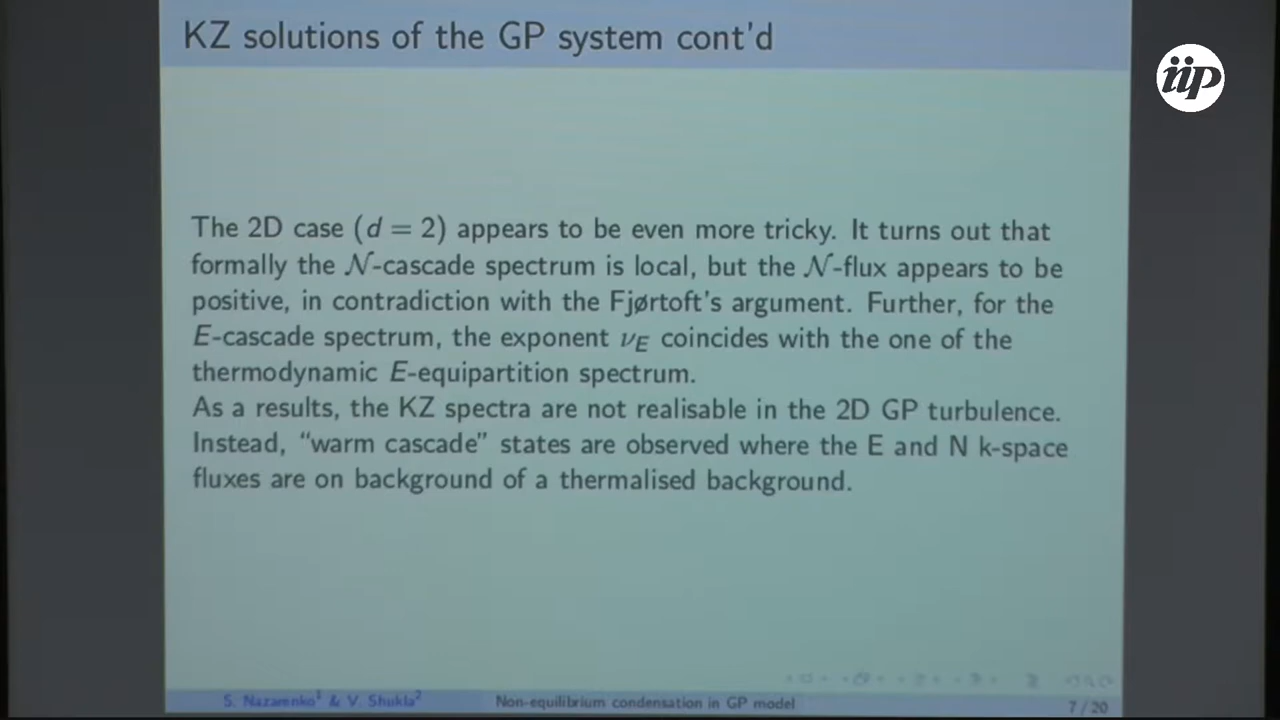 KZ solutions of the GP system cont'd
iip
The 2D case (d = 2) appears to be even more tricky. It turns out that
formally the 𝒩-cascade spectrum is local, but the 𝒩-flux appears to be
positive, in contradiction with the Fjørtoft's argument. Further, for the
E-cascade spectrum, the exponent νE coincides with the one of the
thermodynamic E-equipartition spectrum.
As a results, the KZ spectra are not realisable in the 2D GP turbulence.
Instead, "warm cascade" states are observed where the E and N k-space
fluxes are on background of a thermalised background.
S. Nazarenko¹ & V. Shukla² Non-equilibrium condensation in GP model 7 / 20